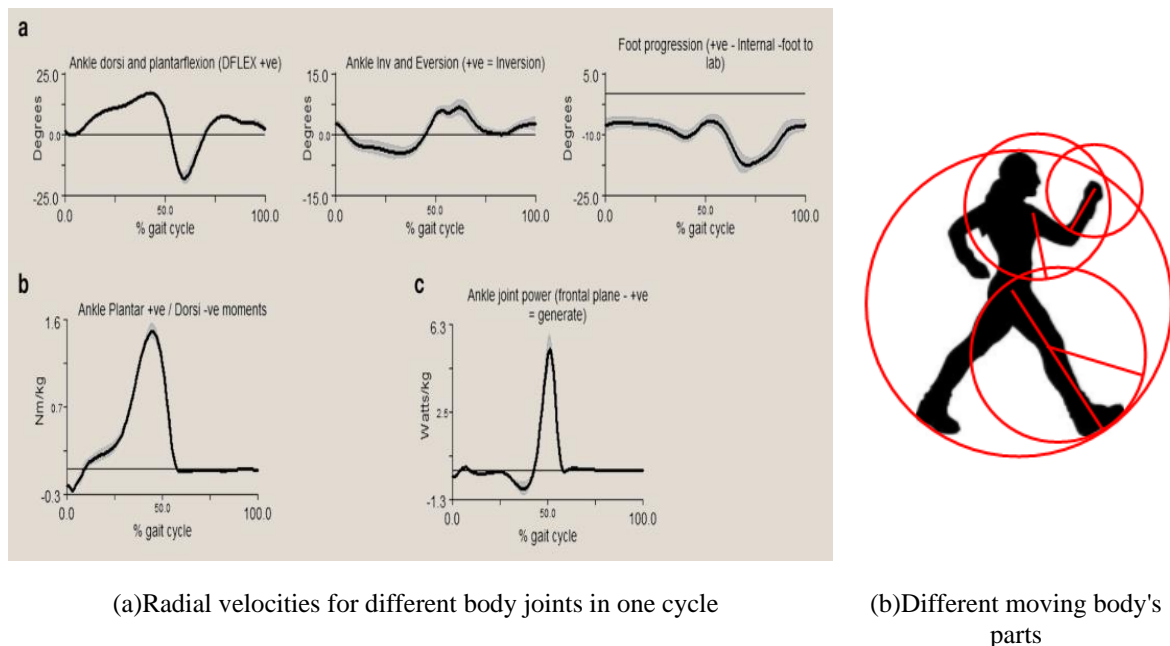 a
Ankle dorsi and plantarflexion (DFLEX +ve)
25.0
0.0
-25.0
Degrees
0.0
50.0
100.0
% gait cycle
Ankle Inv and Eversion (+ve = Inversion)
15.0
0.0
-15.0
Degrees
0.0
50.0
100.0
% gait cycle
Foot progression (+ve - Internal -foot to
lab)
5.0
-10.0
-25.0
Degrees
0.0
50.0
100.0
% gait cycle
b
Ankle Plantar +ve / Dorsi -ve moments
1.6
0.7
-0.3
Nm/kg
0.0
50.0
100.0
% gait cycle
c
Ankle joint power (frontal plane - +ve
= generate)
6.3
2.5
-1.3
Watts/kg
0.0
50.0
100.0
% gait cycle
(a)Radial velocities for different body joints in one cycle
(b)Different moving body's
parts